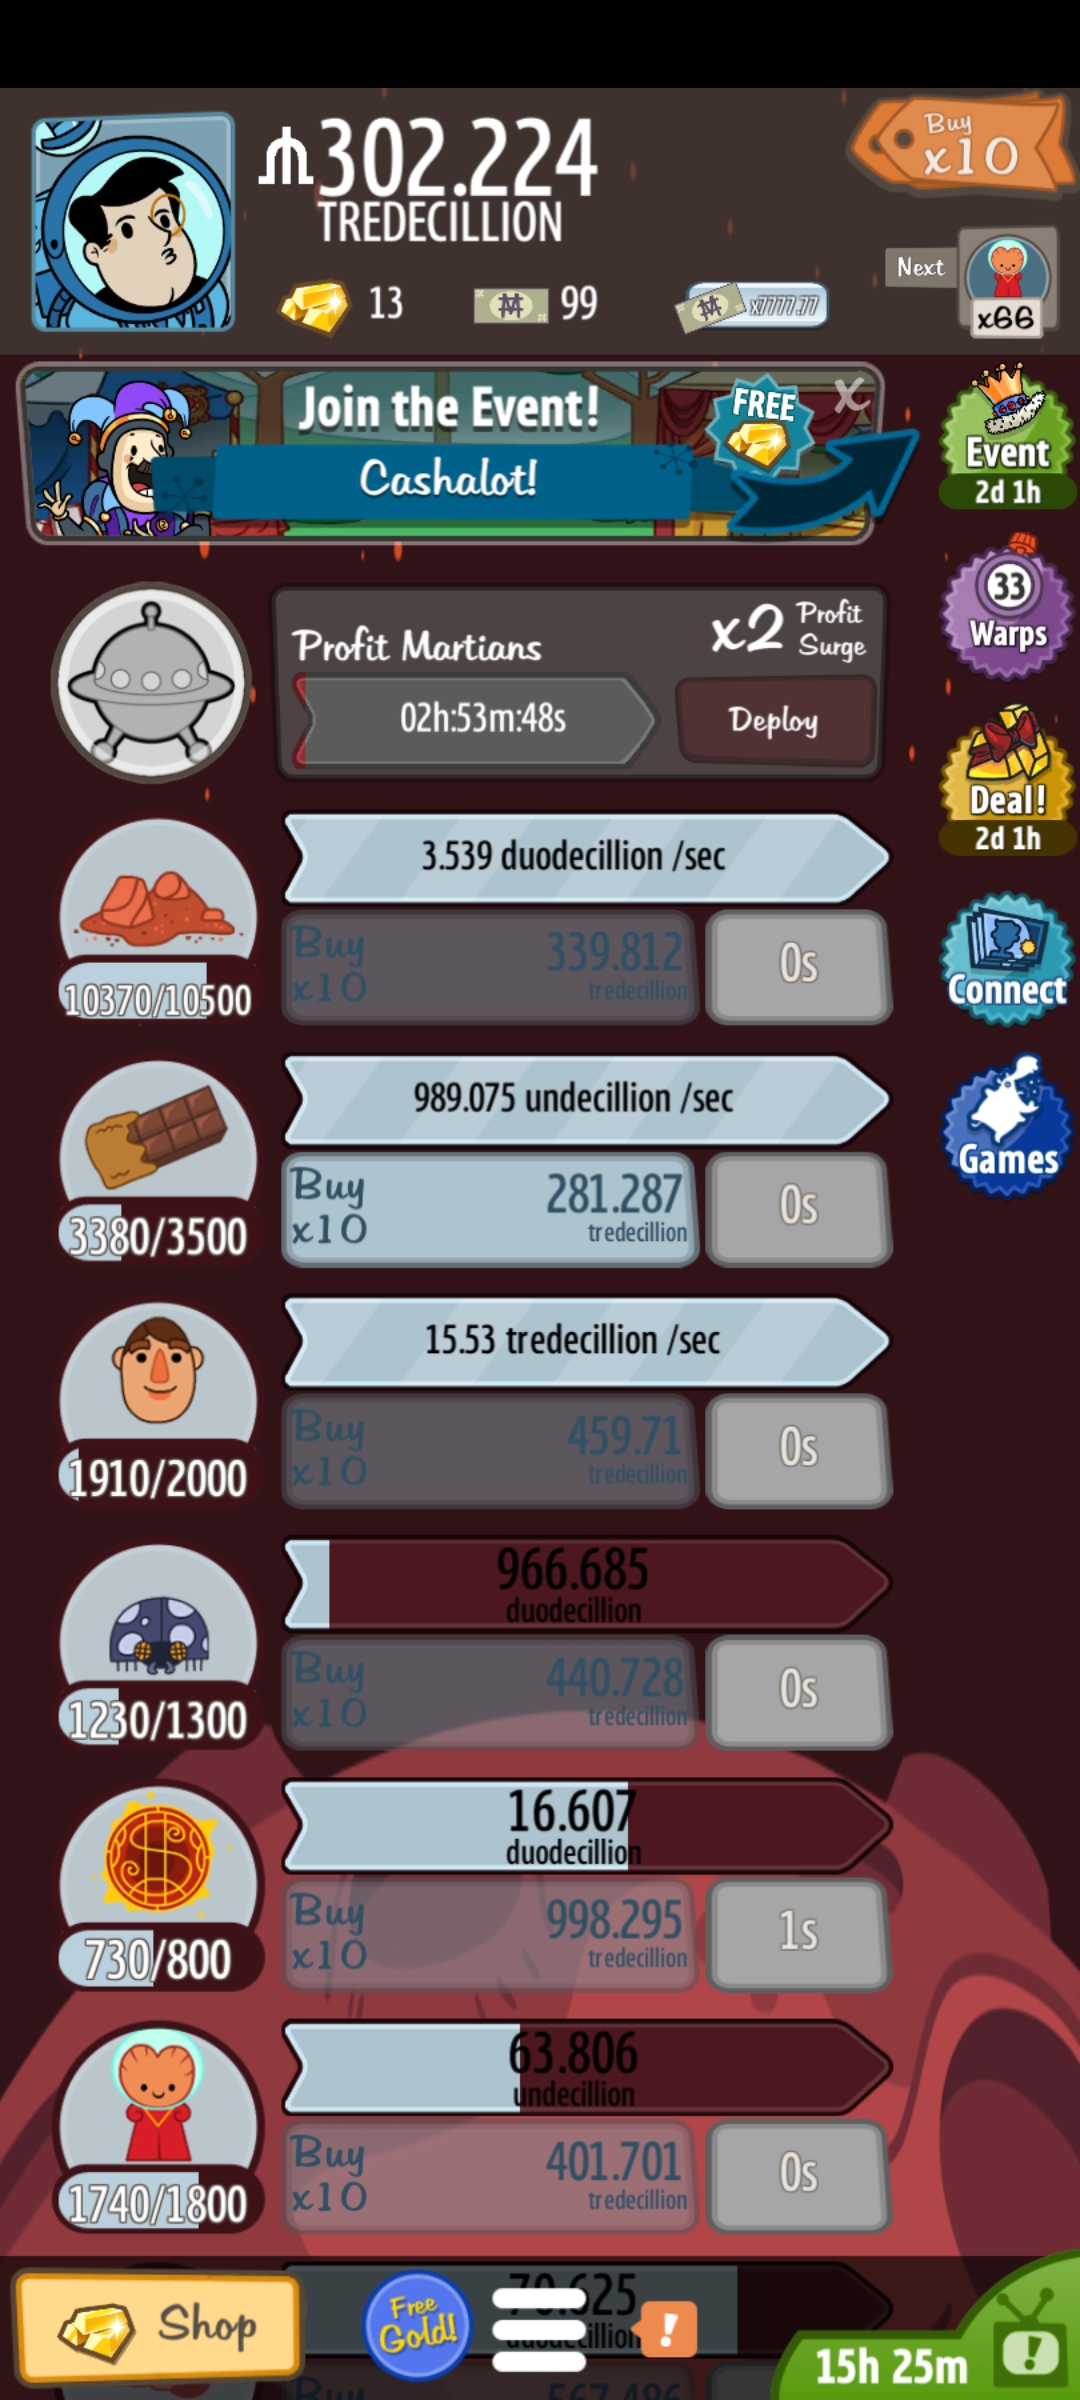 302.224
TREDECILLION
Buy
x10
13
99
x7777.77
Next
x66
Join the Event!
Cashalot!
FREE
X
Event
2d 1h
Profit Martians
x2 Profit
Surge
02h:53m:48s
Deploy
33
Warps
Deal!
2d 1h
3.539 duodecillion /sec
Buy
x10
339.812
tredecillion
0s
10370/10500
Connect
989.075 undecillion /sec
Buy
x10
281.287
tredecillion
0s
3380/3500
Games
15.53 tredecillion /sec
Buy
x10
459.71
tredecillion
0s
1910/2000
966.685
duodecillion
Buy
x10
440.728
tredecillion
0s
1230/1300
16.607
duodecillion
Buy
x10
998.295
tredecillion
1s
730/800
63.806
undecillion
Buy
x10
401.701
tredecillion
0s
1740/1800
Shop
Free
Gold!
!
15h 25m
!